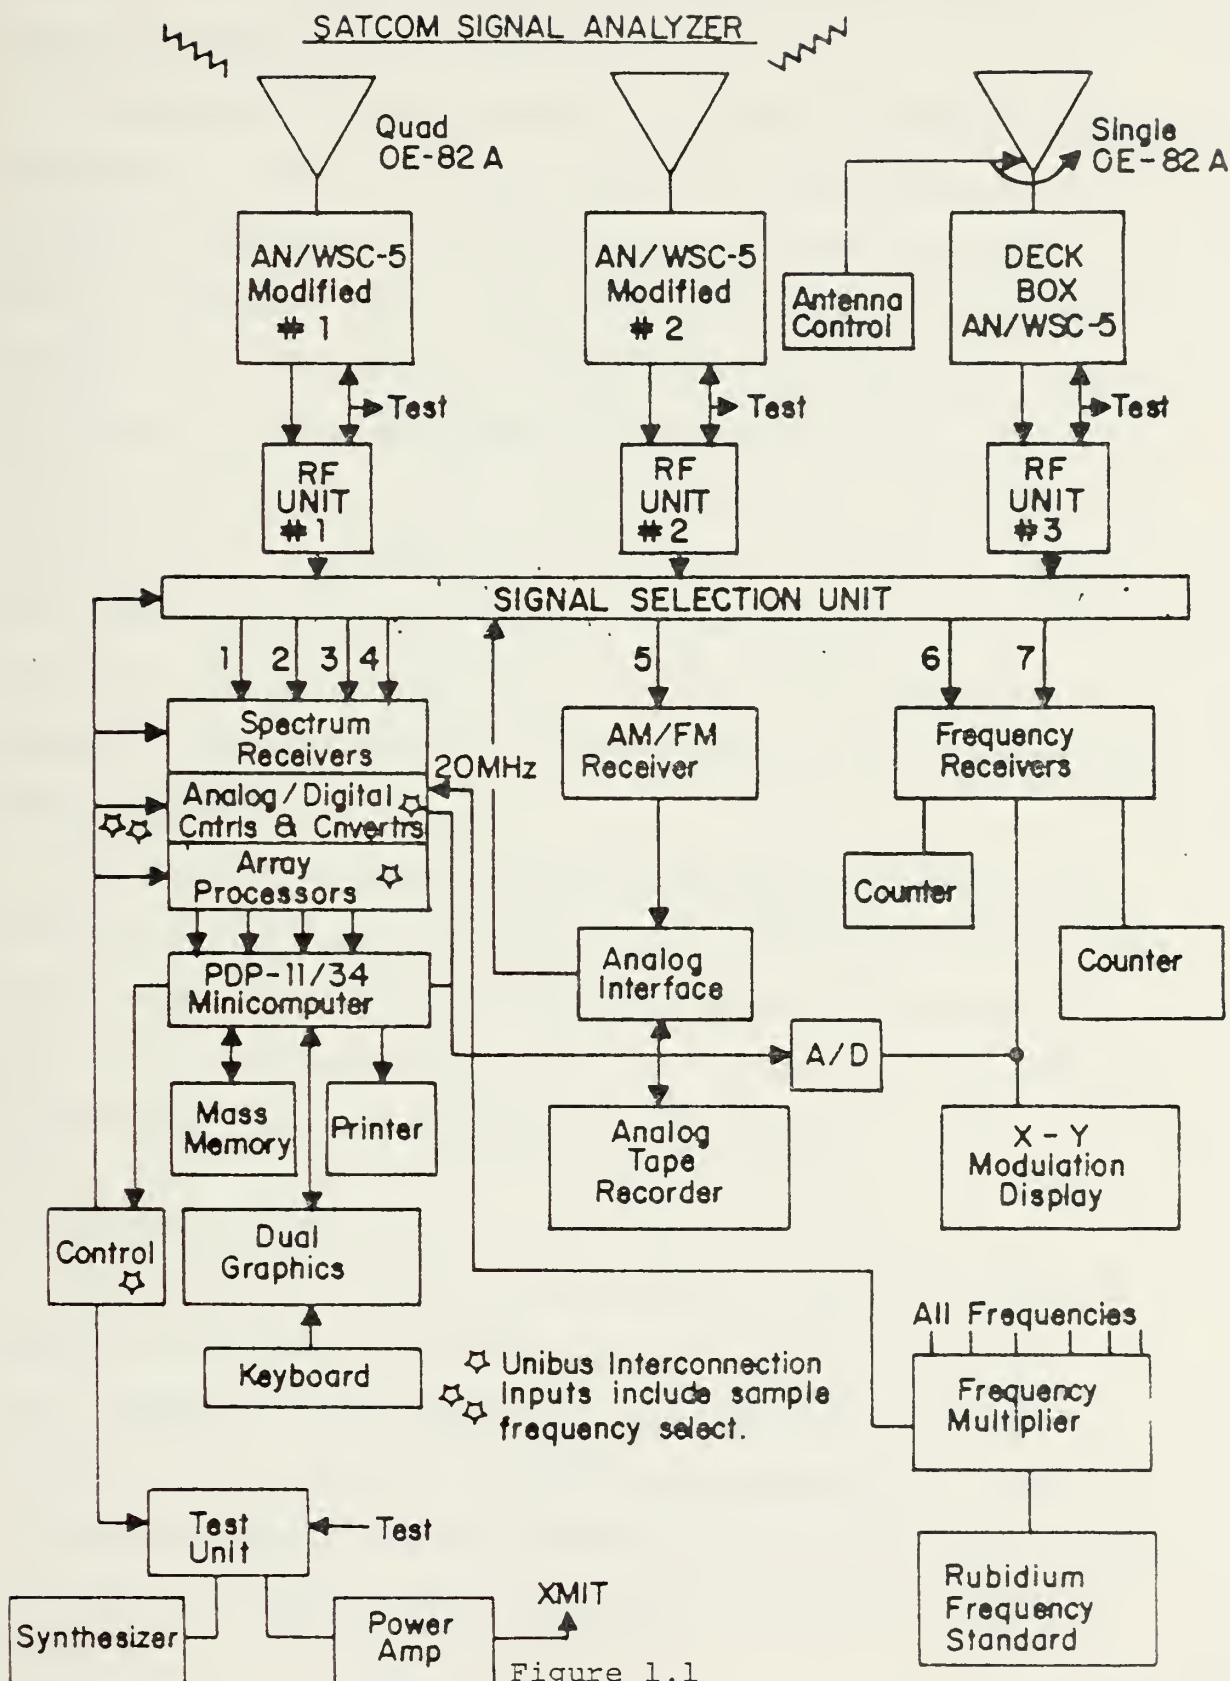 SATCOM SIGNAL ANALYZER
Quad
OE-82 A
Single
OE-82 A
AN/WSC-5
Modified
# 1
AN/WSC-5
Modified
# 2
Antenna
Control
DECK
BOX
AN/WSC-5
Test
Test
Test
RF
UNIT
# 1
RF
UNIT
# 2
RF
UNIT
# 3
SIGNAL SELECTION UNIT
1 2 3 4 5 6 7
Spectrum
Receivers
20MHz
AM/FM
Receiver
Frequency
Receivers
Analog/Digital
Cntrls & Cnvertrs
Array
Processors
Counter
Counter
PDP-11/34
Minicomputer
Analog
Interface
A/D
Mass
Memory
Printer
Analog
Tape
Recorder
X-Y
Modulation
Display
Control
Dual
Graphics
Keyboard
All Frequencies
Unibus Interconnection
Inputs include sample
frequency select.
Frequency
Multiplier
Test
Unit
Test
Rubidium
Frequency
Standard
Synthesizer
Power
Amp
XMIT
Figure 1.1